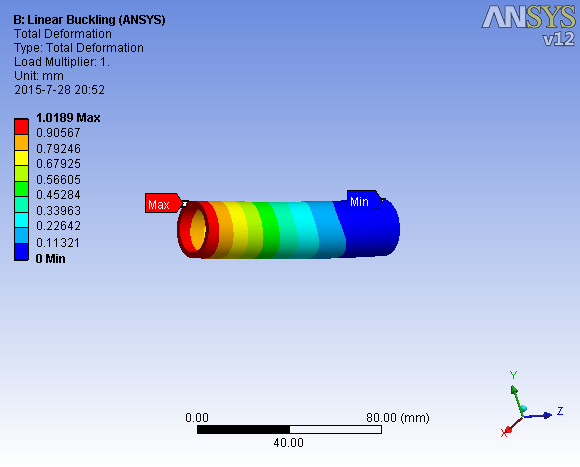 B: Linear Buckling (ANSYS)
Total Deformation
Type: Total Deformation
Load Multiplier: 1.
Unit: mm
2015-7-28 20:52
ANSYS
v12
1.0189 Max
0.90567
0.79246
0.67925
0.56605
0.45284
0.33963
0.22642
0.11321
0 Min
Max
Min
0.00
80.00 (mm)
40.00
Y
Z
X